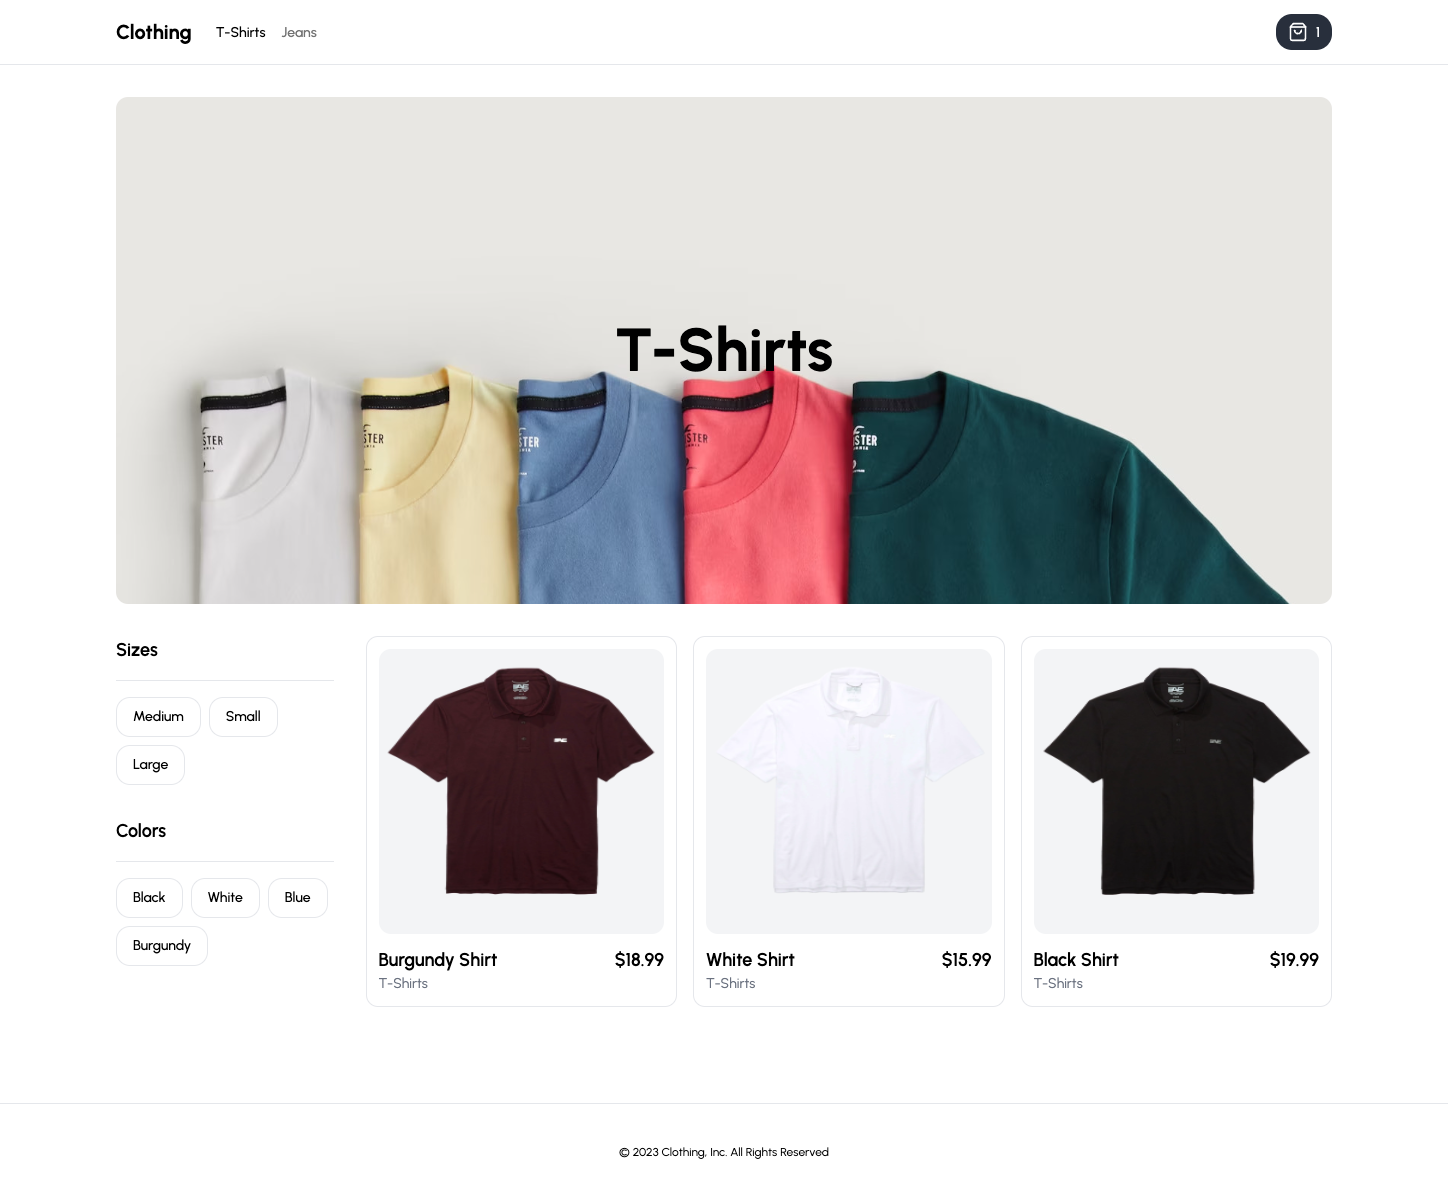 Clothing
T-Shirts
Jeans
1
T-Shirts
Sizes
Medium
Small
Large
Colors
Black
White
Blue
Burgundy
Burgundy Shirt
$18.99
T-Shirts
White Shirt
$15.99
T-Shirts
Black Shirt
$19.99
T-Shirts
© 2023 Clothing, Inc. All Rights Reserved